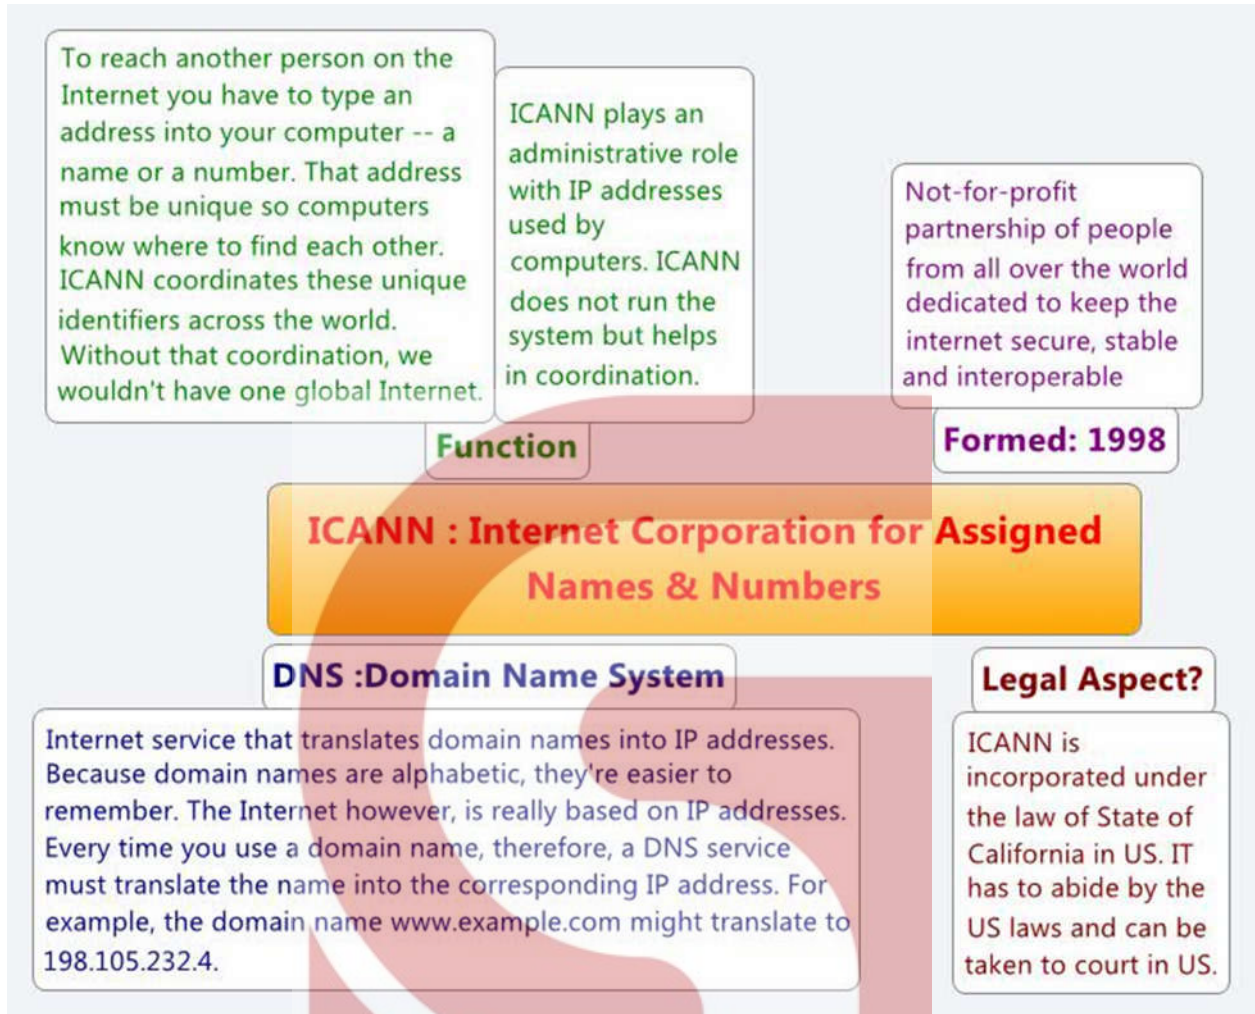 To reach another person on the
Internet you have to type an
address into your computer -- a
name or a number. That address
must be unique so computers
know where to find each other.
ICANN coordinates these unique
identifiers across the world.
Without that coordination, we
wouldn't have one global Internet.
ICANN plays an
administrative role
with IP addresses
used by
computers. ICANN
does not run the
system but helps
in coordination.
Not-for-profit
partnership of people
from all over the world
dedicated to keep the
internet secure, stable
and interoperable
Function
Formed: 1998
ICANN : Internet Corporation for Assigned
Names & Numbers
DNS :Domain Name System
Internet service that translates domain names into IP addresses.
Because domain names are alphabetic, they're easier to
remember. The Internet however, is really based on IP addresses.
Every time you use a domain name, therefore, a DNS service
must translate the name into the corresponding IP address. For
example, the domain name www.example.com might translate to
198.105.232.4.
Legal Aspect?
ICANN is
incorporated under
the law of State of
California in US. IT
has to abide by the
US laws and can be
taken to court in US.